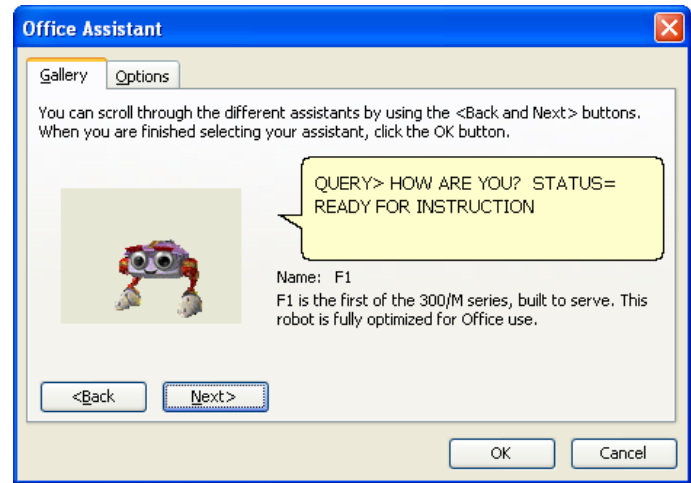 Office Assistant
Gallery
Options
You can scroll through the different assistants by using the <Back and Next> buttons.
When you are finished selecting your assistant, click the OK button.
QUERY> HOW ARE YOU?  STATUS=
READY FOR INSTRUCTION
Name:  F1
F1 is the first of the 300/M series, built to serve. This
robot is fully optimized for Office use.
<Back
Next>
OK
Cancel